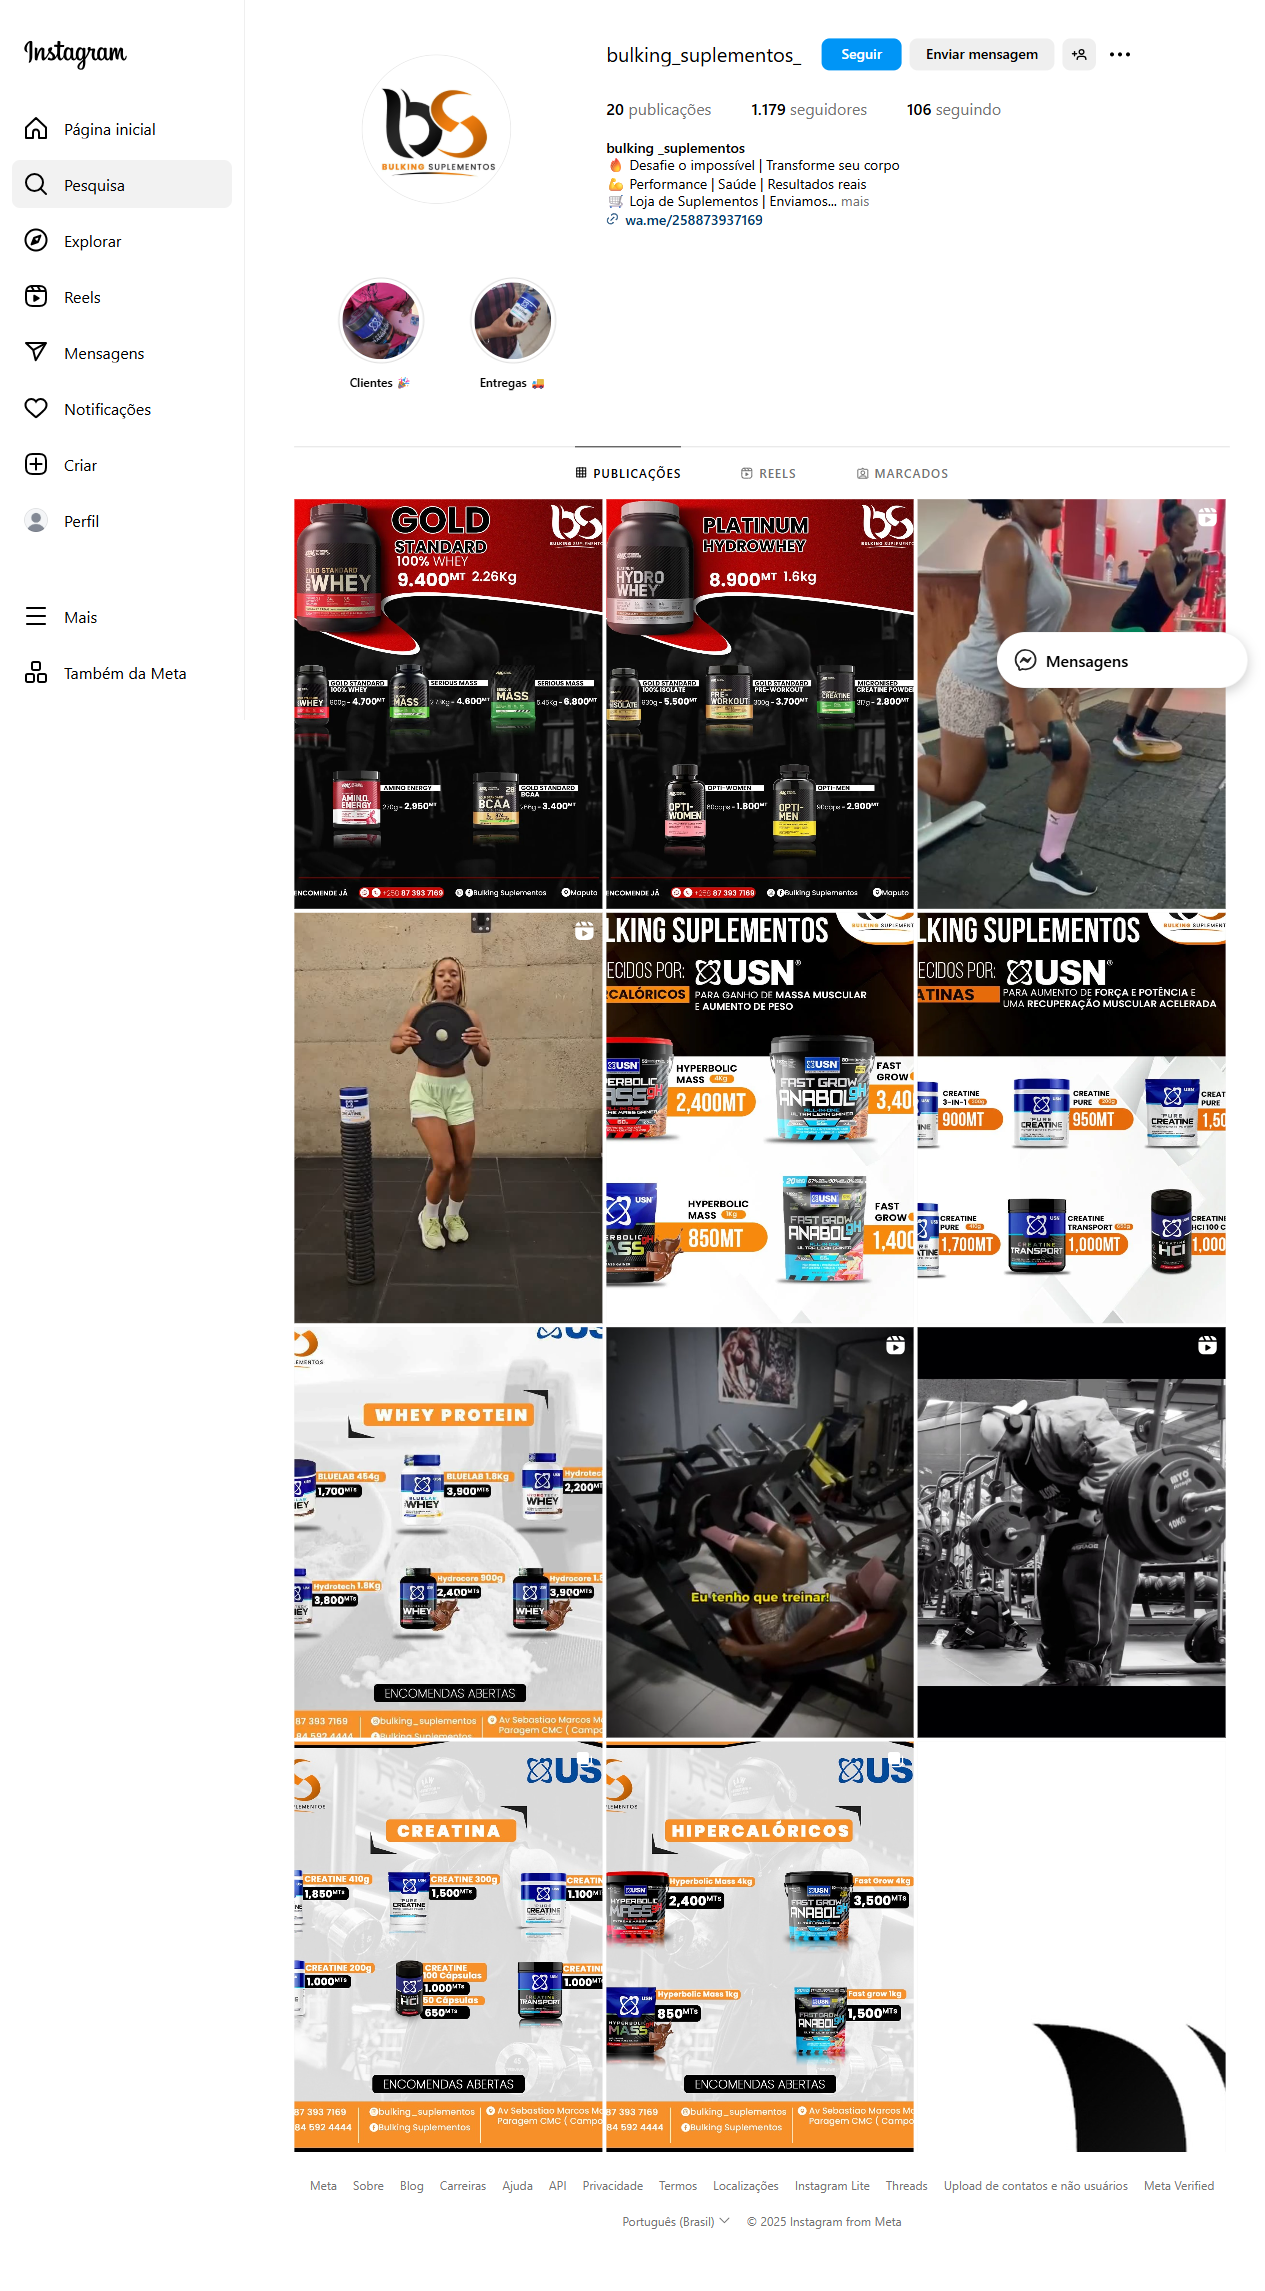 Instagram
Página inicial
Pesquisa
Explorar
Reels
Mensagens
Notificações
Criar
Perfil
Mais
Também da Meta
bS
BULKING SUPLEMENTOS
bulking_suplementos_
Seguir
Enviar mensagem
20 publicações
1.179 seguidores
106 seguindo
bulking _suplementos
🔥 Desafie o impossível | Transforme seu corpo
💪 Performance | Saúde | Resultados reais
🛒 Loja de Suplementos | Enviamos... mais
wa.me/258873937169
Clientes 🎉
Entregas 🚚
PUBLICAÇÕES
REELS
MARCADOS
GOLD
STANDARD
100% WHEY
9.400MT 2.26Kg
GOLD STANDARD
100% WHEY
4.700MT
SERIOUS MASS
4.600MT
SERIOUS MASS
5.45Kg - 6.800MT
AMINO ENERGY
270g - 2.950MT
GOLD STANDARD
BCAA
266g - 3.400MT
ENCOMENDE JÁ
87 393 7169
Bulking Suplementos
Maputo
PLATINUM
HYDROWHEY
8.900MT 1.6kg
GOLD STANDARD
100% ISOLATE
930g - 5.500MT
GOLD STANDARD
PRE-WORKOUT
300g - 3.700MT
MICRONISED
CREATINE POWDER
317g - 2.800MT
OPTI-WOMEN
60caps - 1.800MT
OPTI-MEN
90caps - 2.900MT
ENCOMENDE JÁ
87 393 7169
Bulking Suplementos
Maputo
Mensagens
LKING SUPLEMENTOS
ECIDOS POR: USN®
RCALÓRICOS
PARA GANHO DE MASSA MUSCULAR
E AUMENTO DE PESO
HYPERBOLIC
MASS 4Kg
2,400MT
FAST
GROW
3,40
HYPERBOLIC
MASS 1Kg
850MT
FAST
GROW
1,400
LKING SUPLEMENTOS
ECIDOS POR: USN®
ATINAS
PARA AUMENTO DE FORÇA E POTÊNCIA E
UMA RECUPERAÇÃO MUSCULAR ACELERADA
CREATINE
3-IN-1
900MT
CREATINE
PURE
950MT
CREAT
PURE
1,50
CREATINE
PURE
1,700MT
CREATINE
TRANSPORT
1,000MT
CREATINE
HCI 100 C
1,000
WHEY PROTEIN
BLUELAB 454g
1,700MTs
BLUELAB 1.8Kg
3,900MTs
Hydrotech
2,200MT
Hydrotech 1.8Kg
3,800MTs
Hydrocore 900g
2,400MTs
Hydrocore 1.8
3,900MTs
ENCOMENDAS ABERTAS
87 393 7169
84 592 4444
bulking_suplementos
Bulking Suplementos
Av Sebastiao Marcos M
Paragem CMC ( Campo
Eu tenho que treinar!
CREATINA
CREATINE 410g
1,850MTs
CREATINE 300g
1,500MTs
1.100MT
CREATINE 200g
1.000MTs
CREATINE
100 Cápsulas
1.000MTs
50 Cápsulas
650MTs
CREATIN
1.000MTs
ENCOMENDAS ABERTAS
87 393 7169
84 592 4444
bulking_suplementos
Bulking Suplementos
Av Sebastiao Marcos Mo
Paragem CMC ( Campo
HIPERCALÓRICOS
Hyperbolic Mass 4kg
2,400MTs
Fast Grow 4kg
3,500MTs
Hyperbolic Mass 1kg
850MTs
Fast grow 1kg
1,500MTs
ENCOMENDAS ABERTAS
87 393 7169
84 592 4444
bulking_suplementos
Bulking Suplementos
Av Sebastiao Marcos Mo
Paragem CMC ( Campo
Meta
Sobre
Blog
Carreiras
Ajuda
API
Privacidade
Termos
Localizações
Instagram Lite
Threads
Upload de contatos e não usuários
Meta Verified
Português (Brasil)
© 2025 Instagram from Meta